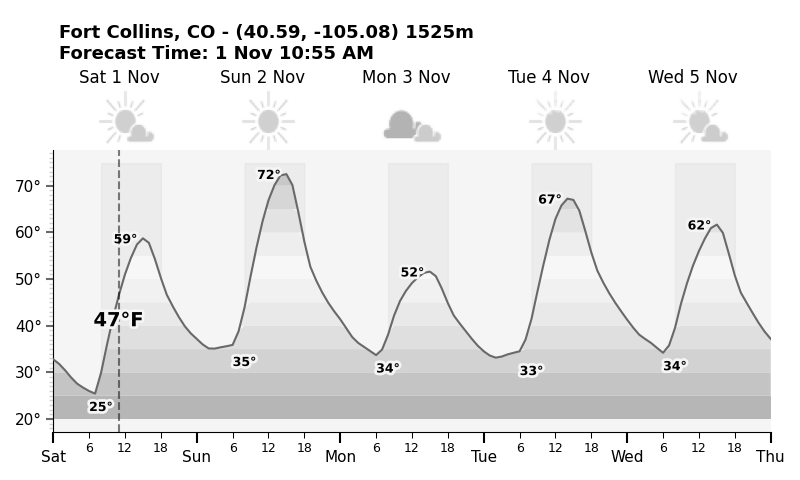 Fort Collins, CO - (40.59, -105.08) 1525m
Forecast Time: 1 Nov 10:55 AM
Sat 1 Nov Sun 2 Nov Mon 3 Nov Tue 4 Nov Wed 5 Nov
72°
70°
67°
62°
60°
59°
52°
50°
47°F
40°
35°
34°
33°
34°
30°
25°
20°
6 12 18 6 12 18 6 12 18 6 12 18 6 12 18
Sat Sun Mon Tue Wed Thu